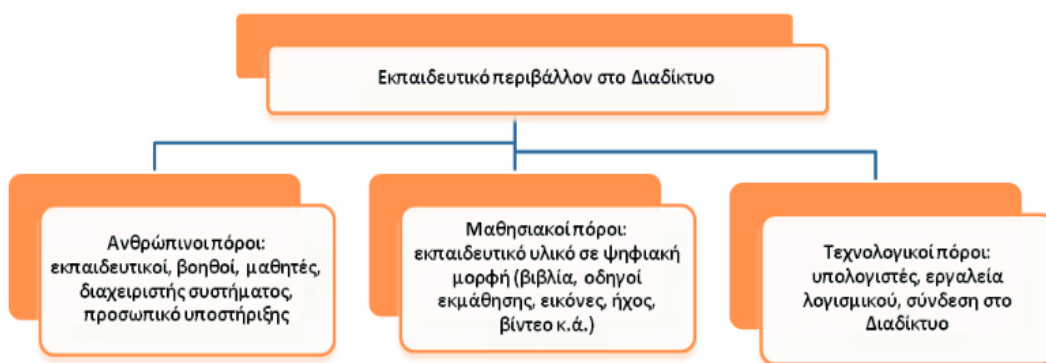 Εκπαιδευτικό περιβάλλον στο Διαδίκτυο
Ανθρώπινοι πόροι:
εκπαιδευτικοί, βοηθοί, μαθητές,
διαχειριστής συστήματος,
προσωπικό υποστήριξης
Μαθησιακοί πόροι:
εκπαιδευτικό υλικό σε ψηφιακή
μορφή (βιβλία, οδηγοί
εκμάθησης, εικόνες, ήχος,
βίντεο κ.ά.)
Τεχνολογικοί πόροι:
υπολογιστές, εργαλεία
λογισμικού, σύνδεση στο
Διαδίκτυο